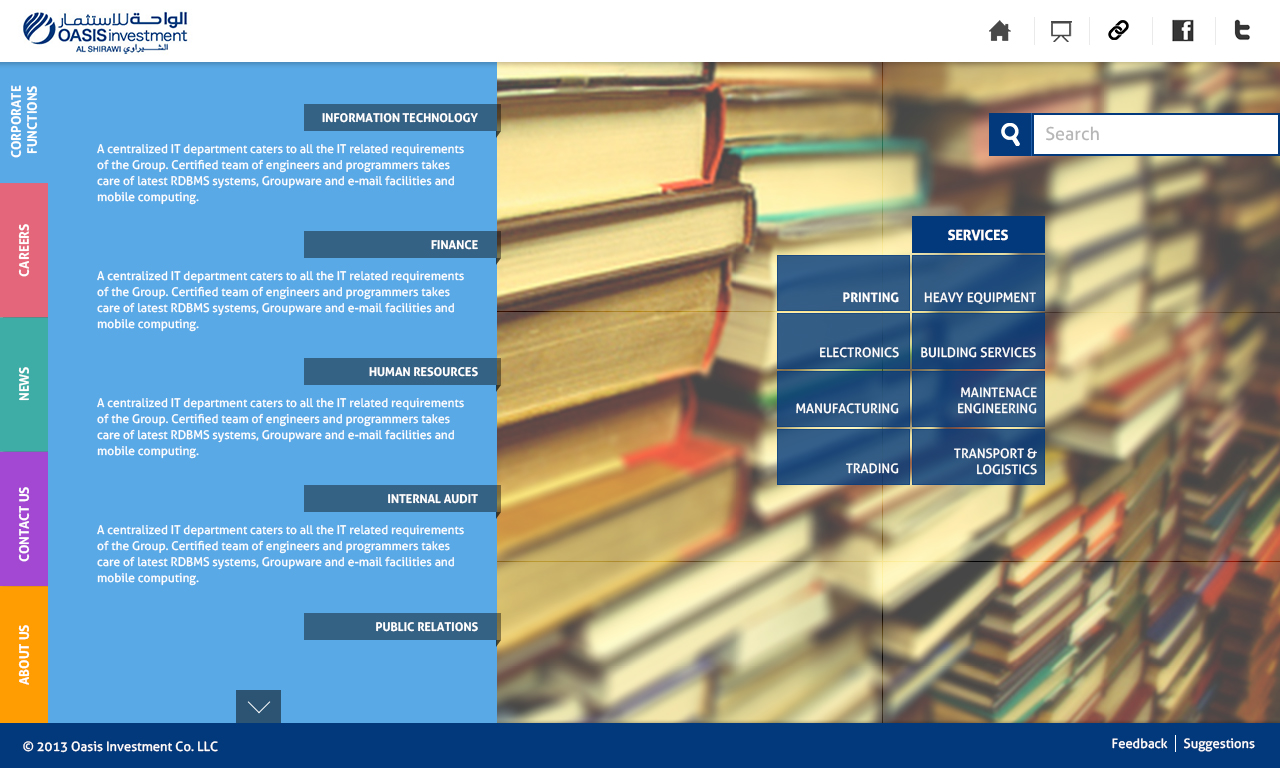 الواحة للاستثمار
OASIS investment
AL SHIRAWI الشيراوي
CORPORATE
FUNCTIONS
CAREERS
NEWS
CONTACT US
ABOUT US
INFORMATION TECHNOLOGY
A centralized IT department caters to all the IT related requirements
of the Group. Certified team of engineers and programmers takes
care of latest RDBMS systems, Groupware and e-mail facilities and
mobile computing.
FINANCE
A centralized IT department caters to all the IT related requirements
of the Group. Certified team of engineers and programmers takes
care of latest RDBMS systems, Groupware and e-mail facilities and
mobile computing.
HUMAN RESOURCES
A centralized IT department caters to all the IT related requirements
of the Group. Certified team of engineers and programmers takes
care of latest RDBMS systems, Groupware and e-mail facilities and
mobile computing.
INTERNAL AUDIT
A centralized IT department caters to all the IT related requirements
of the Group. Certified team of engineers and programmers takes
care of latest RDBMS systems, Groupware and e-mail facilities and
mobile computing.
PUBLIC RELATIONS
Search
SERVICES
PRINTING
HEAVY EQUIPMENT
ELECTRONICS
BUILDING SERVICES
MANUFACTURING
MAINTENACE
ENGINEERING
TRADING
TRANSPORT &
LOGISTICS
© 2013 Oasis Investment Co. LLC
Feedback
Suggestions